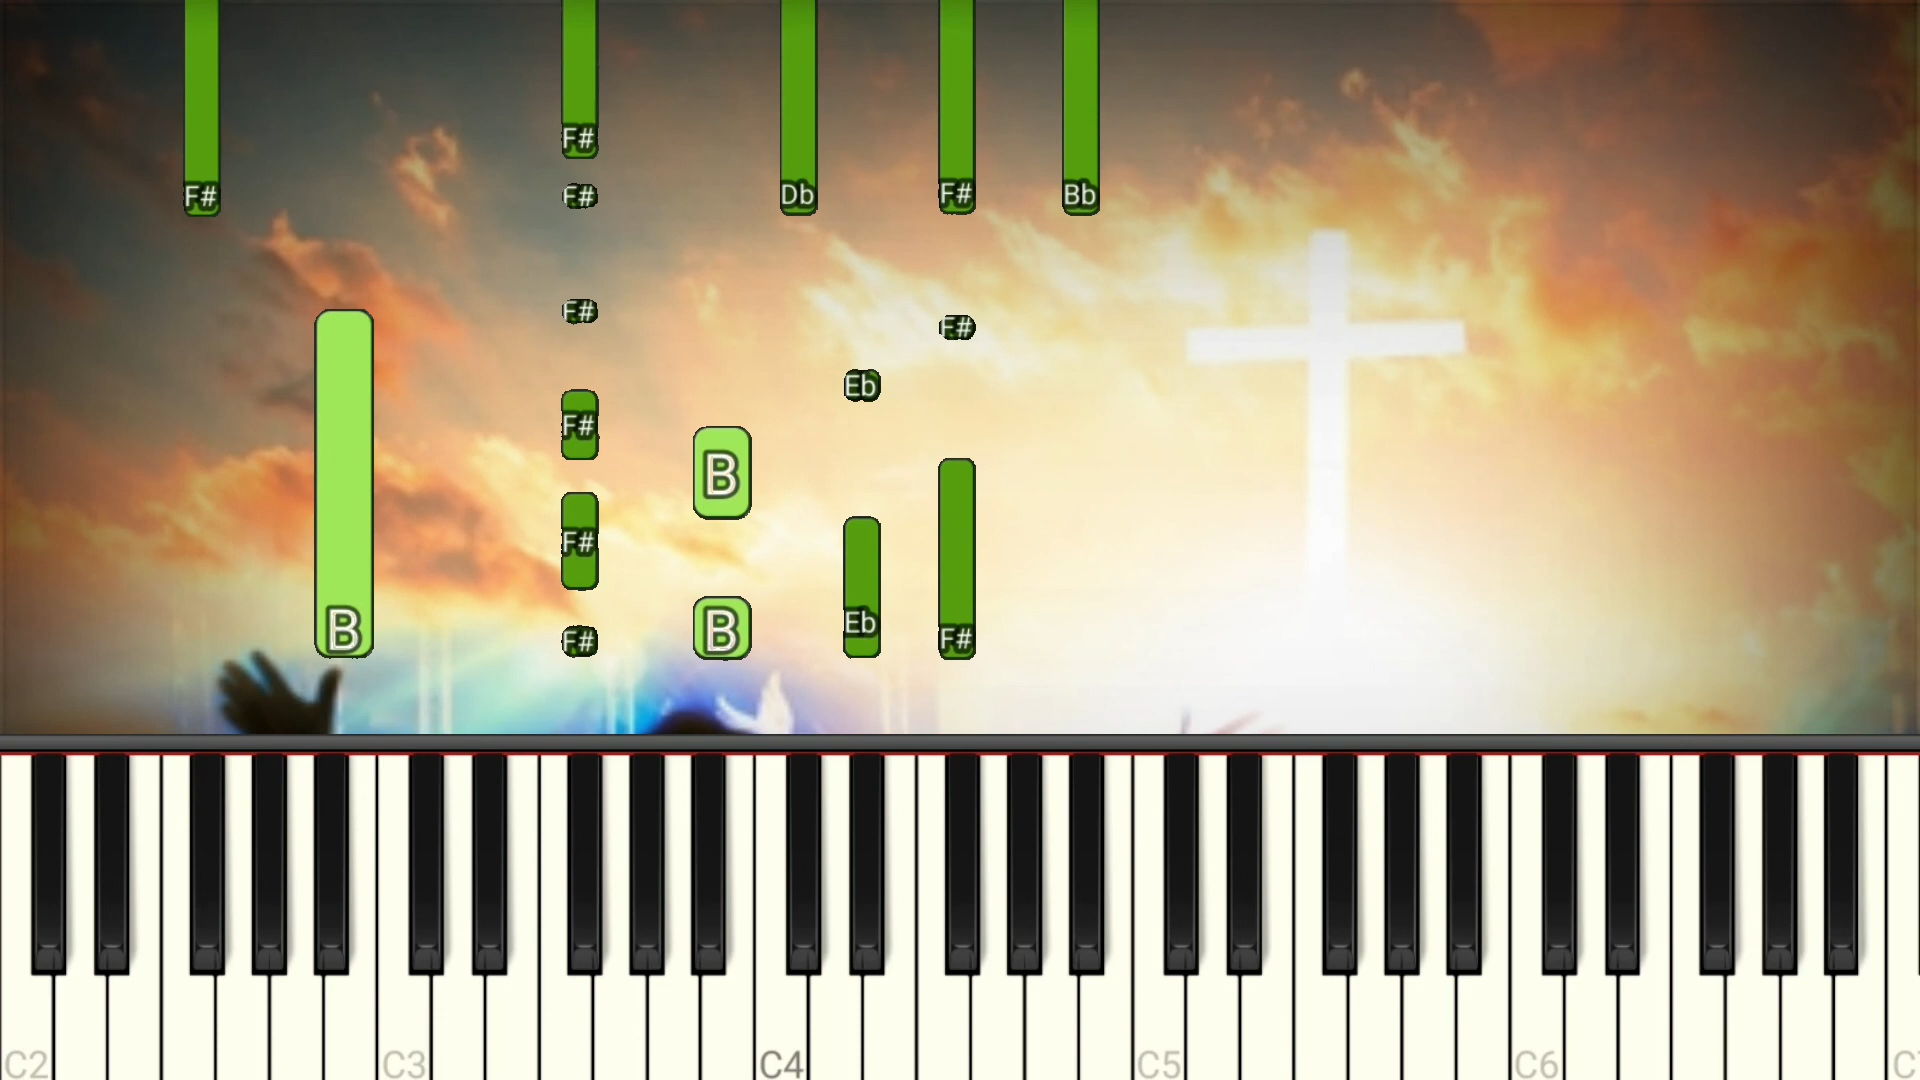 F#
F# F# Db F# Bb
F# F#
Eb
F#
B
F#
Eb
B F# B F#
C2 C3 C4 C5 C6